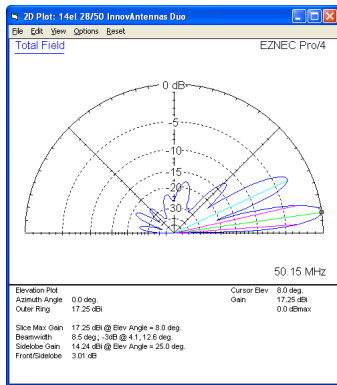 2D Plot: 14el 28/50 InnovAntennas Duo
File Edit View Options Reset
Total Field
EZNEC Pro/4
0 dB
-5
-10
-15
-20
-30
50.15 MHz
Elevation Plot
Azimuth Angle 0.0 deg.
Outer Ring 17.25 dBi
Cursor Elev 8.0 deg.
Gain 17.25 dBi
0.0 dBmax
Slice Max Gain 17.25 dBi @ Elev Angle = 8.0 deg.
Beamwidth 8.5 deg.; -3dB @ 4.1, 12.6 deg.
Sidelobe Gain 14.24 dBi @ Elev Angle = 25.0 deg.
Front/Sidelobe 3.01 dB